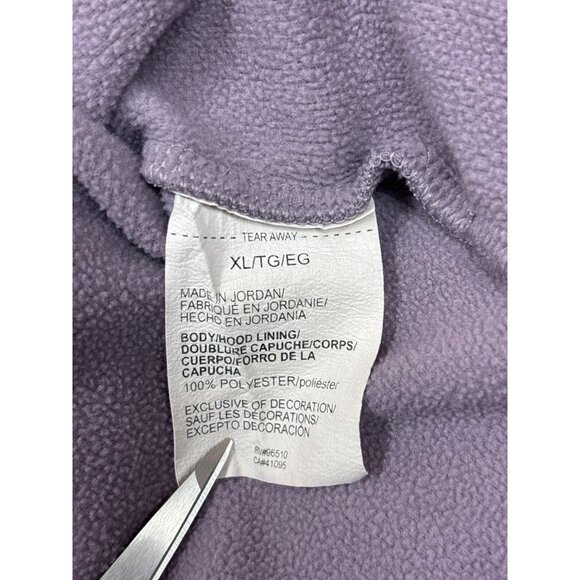 TEAR AWAY
XL/TG/EG
MADE IN JORDAN/
FABRIQUÉ EN JORDANIE/
HECHO EN JORDANIA
BODY/HOOD LINING/
DOUBLURE CAPUCHE/CORPS/
CUERPO/FORRO DE LA
CAPUCHA
100% POLYESTER/poliéster
EXCLUSIVE OF DECORATION/
SAUF LES DÉCORATIONS/
EXCEPTO DECORACIÓN
RN#96510
CA#41095